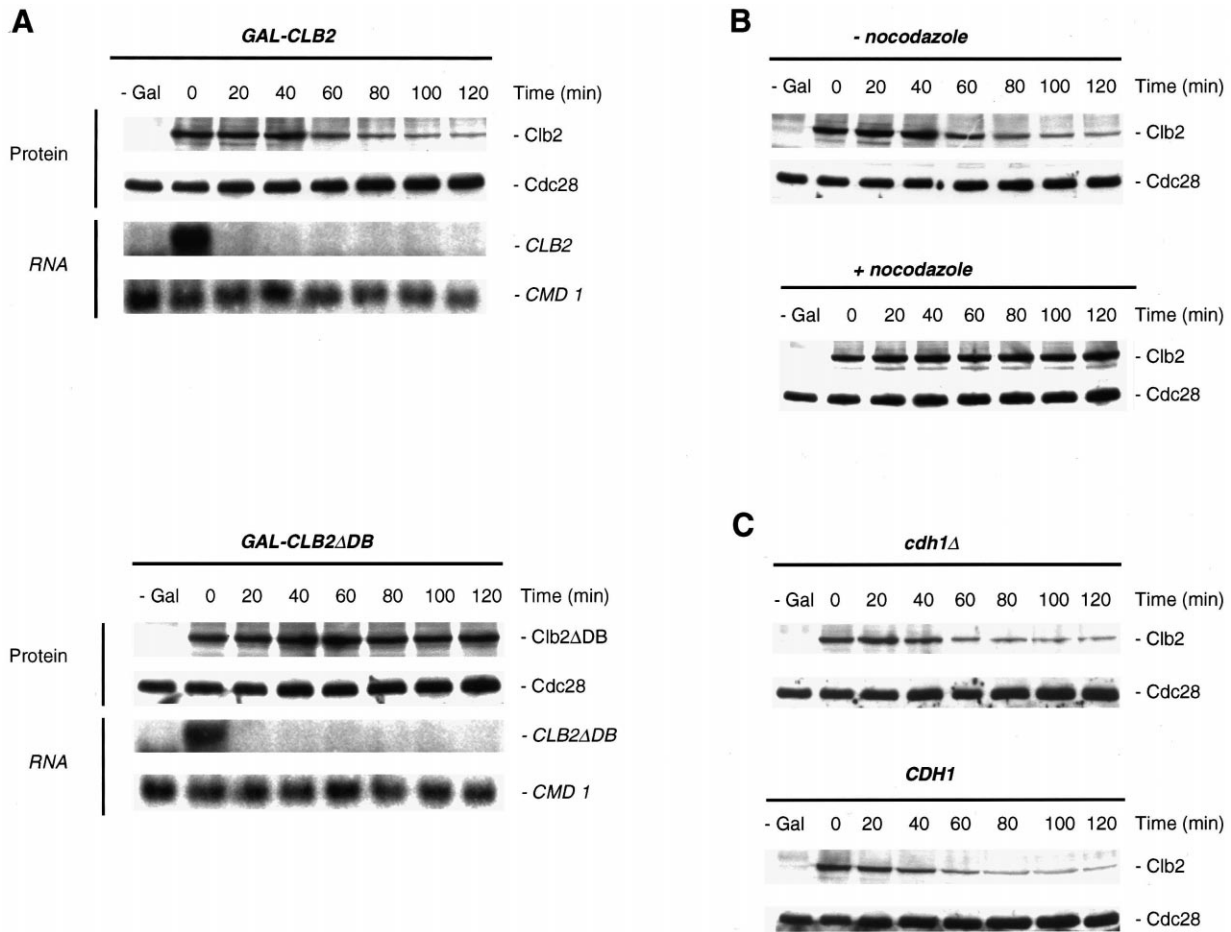 A
GAL-CLB2
- Gal 0 20 40 60 80 100 120 Time (min)
Protein
- Clb2
- Cdc28
RNA
- CLB2
- CMD 1
GAL-CLB2ΔDB
- Gal 0 20 40 60 80 100 120 Time (min)
Protein
- Clb2ΔDB
- Cdc28
RNA
- CLB2ΔDB
- CMD 1
B
- nocodazole
- Gal 0 20 40 60 80 100 120 Time (min)
- Clb2
- Cdc28
+ nocodazole
- Gal 0 20 40 60 80 100 120 Time (min)
- Clb2
- Cdc28
C
cdh1Δ
- Gal 0 20 40 60 80 100 120 Time (min)
- Clb2
- Cdc28
CDH1
- Gal 0 20 40 60 80 100 120 Time (min)
- Clb2
- Cdc28